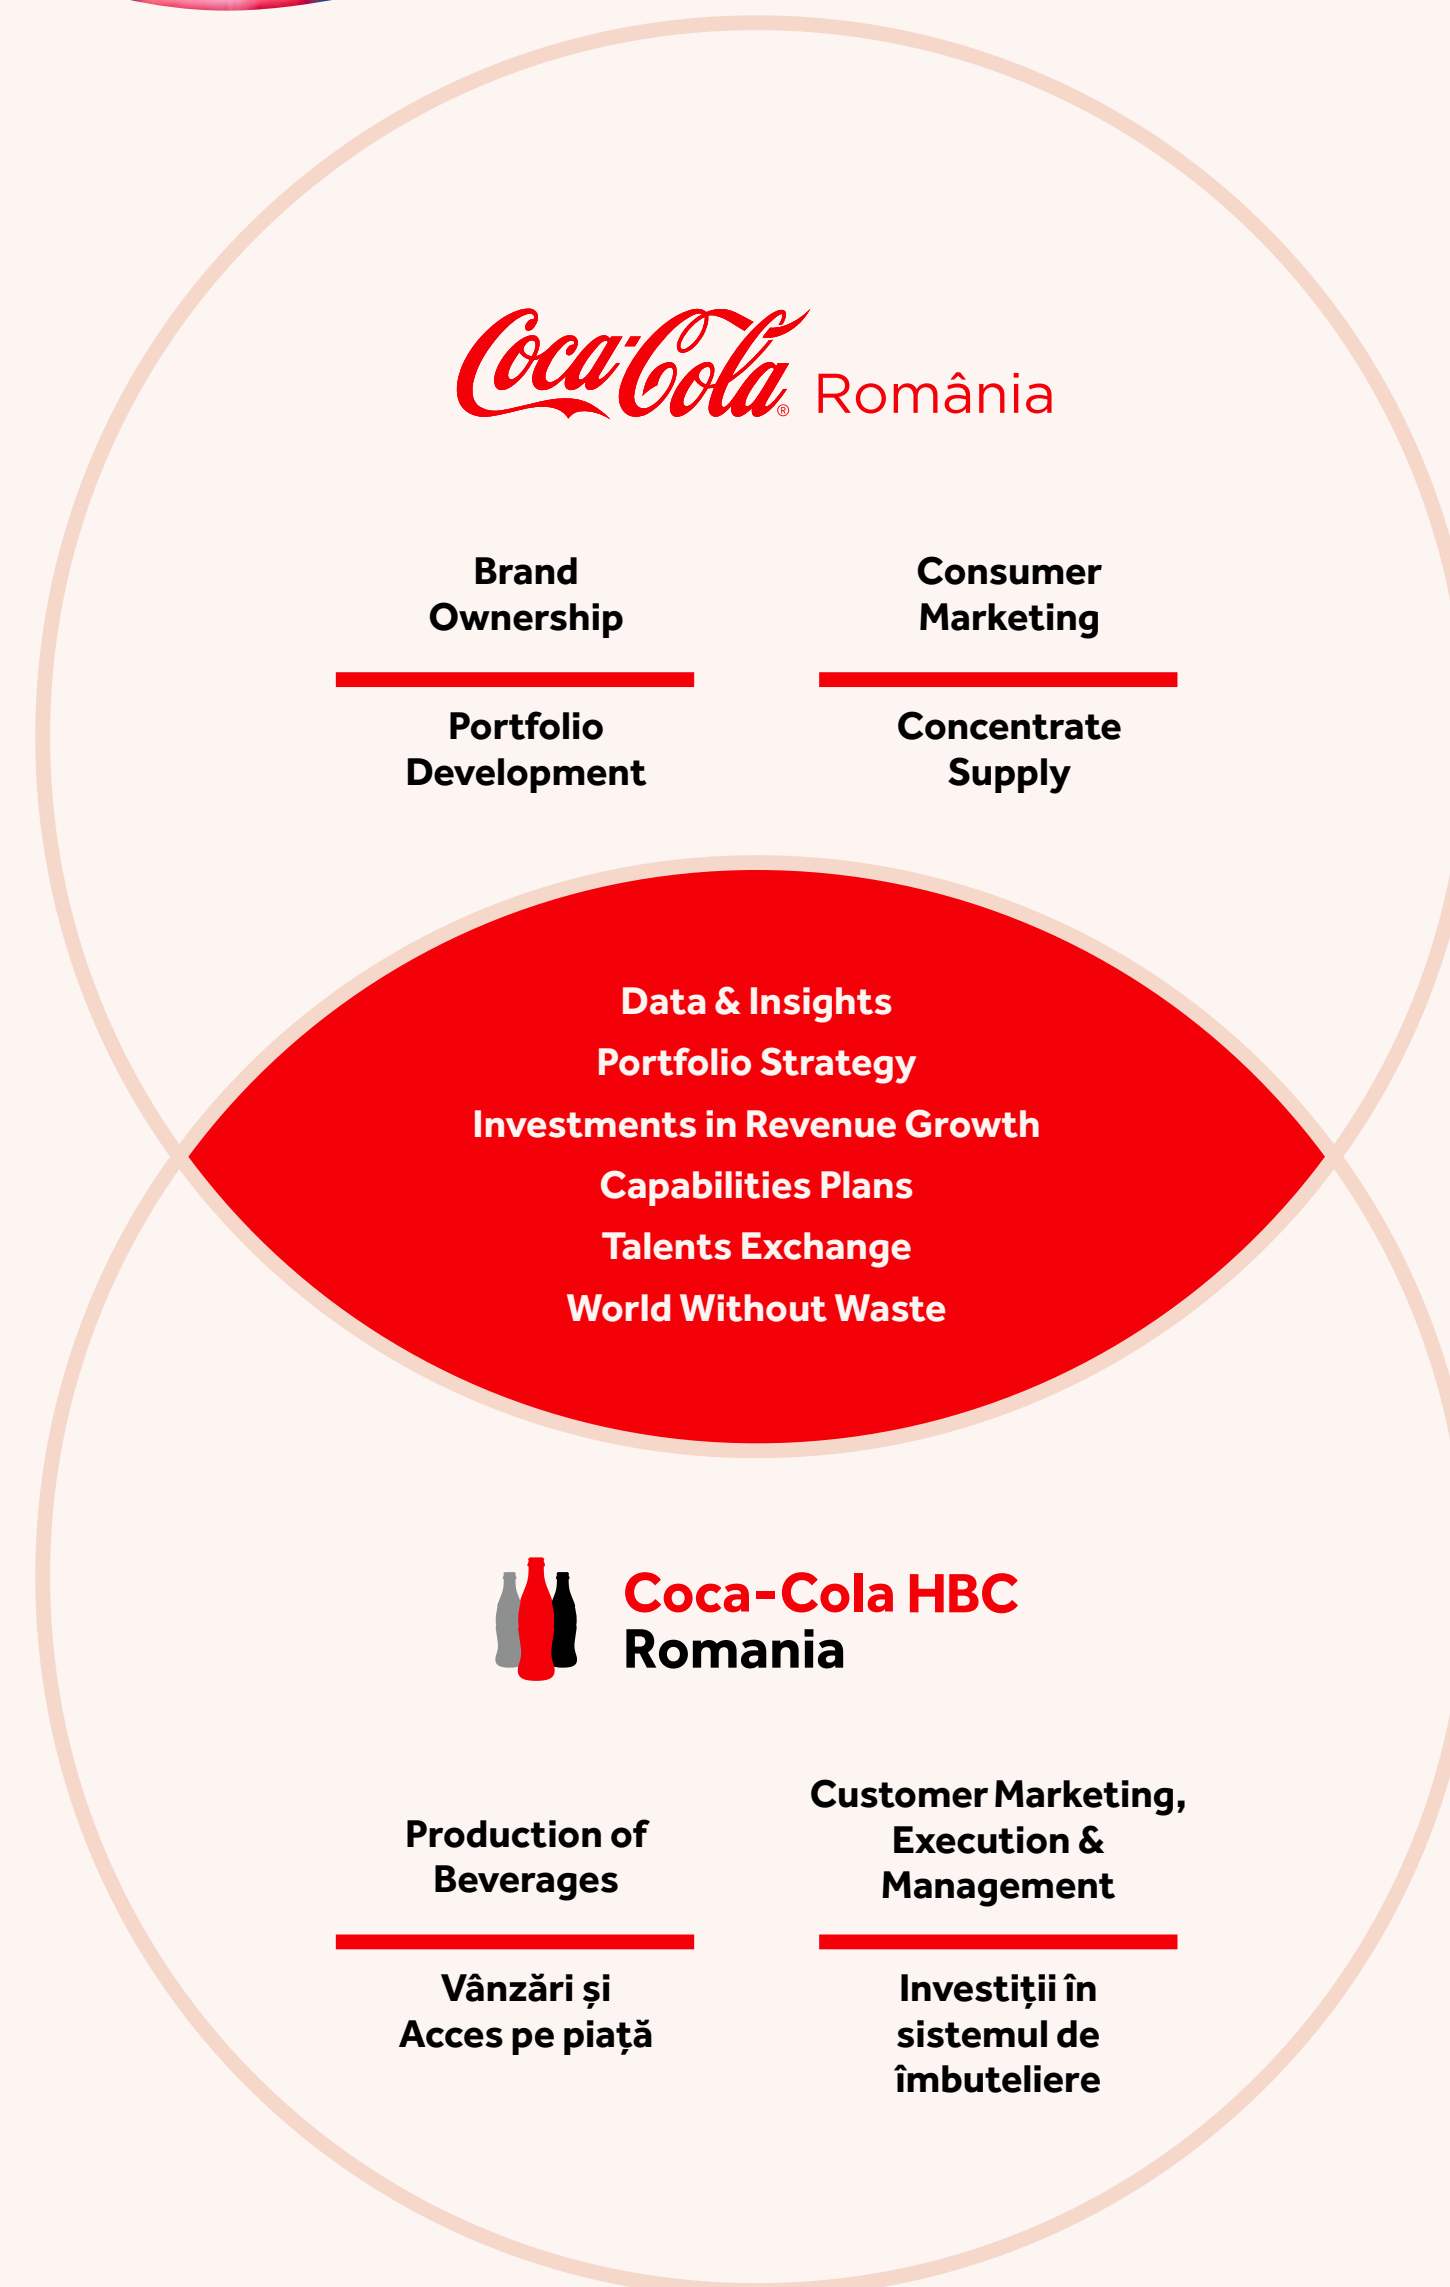 Coca-Cola® România
Brand
Ownership
Consumer
Marketing
Portfolio
Development
Concentrate
Supply
Data & Insights
Portfolio Strategy
Investments in Revenue Growth
Capabilities Plans
Talents Exchange
World Without Waste
Coca-Cola HBC
Romania
Production of
Beverages
Customer Marketing,
Execution &
Management
Vânzări și
Acces pe piață
Investiții în
sistemul de
îmbuteliere